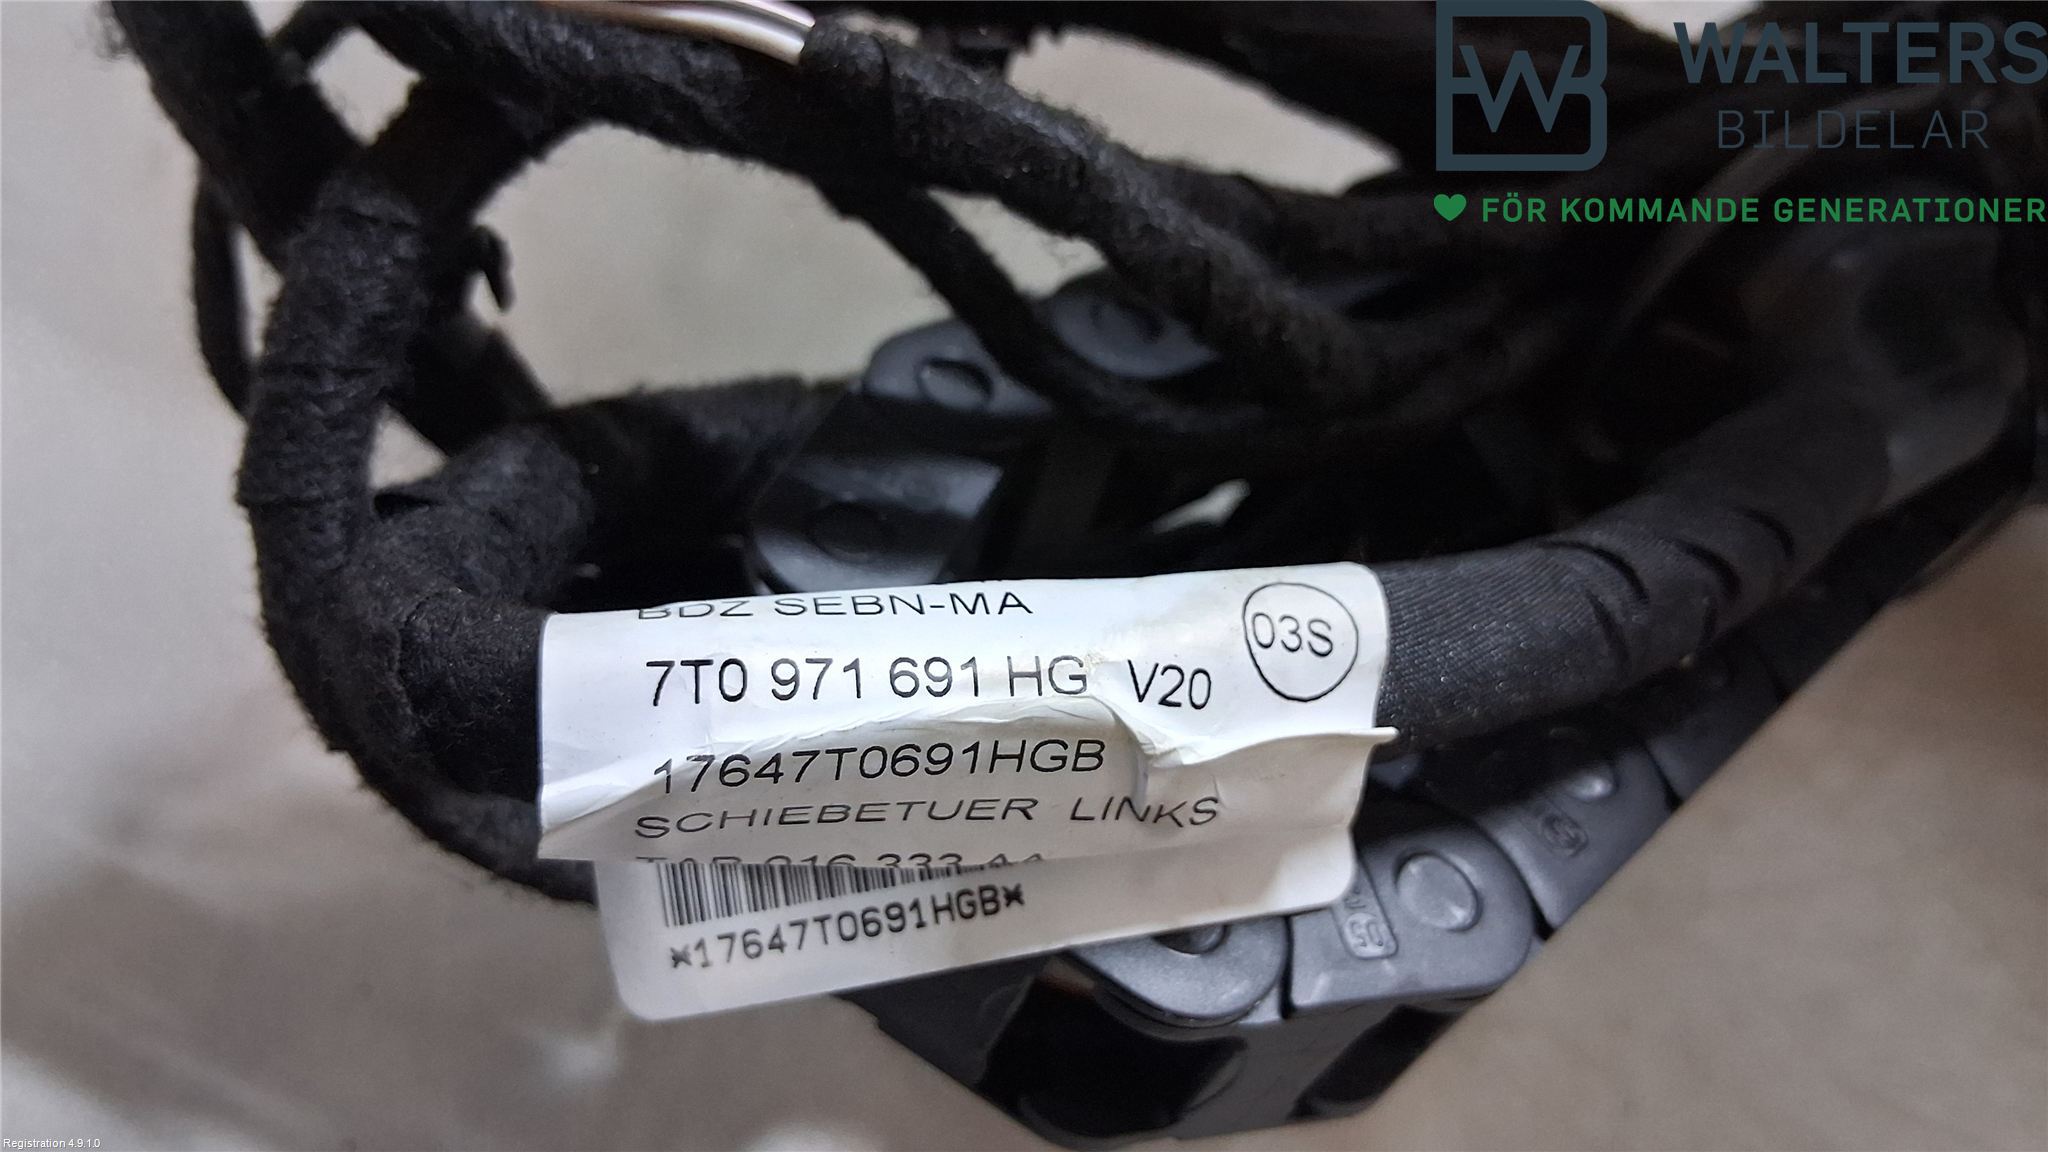 WALTERS
BILDELAR
FÖR KOMMANDE GENERATIONER
BDZ SEBN-MA
7T0 971 691 HG V20
03S
17647T0691HGB
SCHIEBETUER LINKS
*17647T0691HGB*
Registration 4.9.1.0